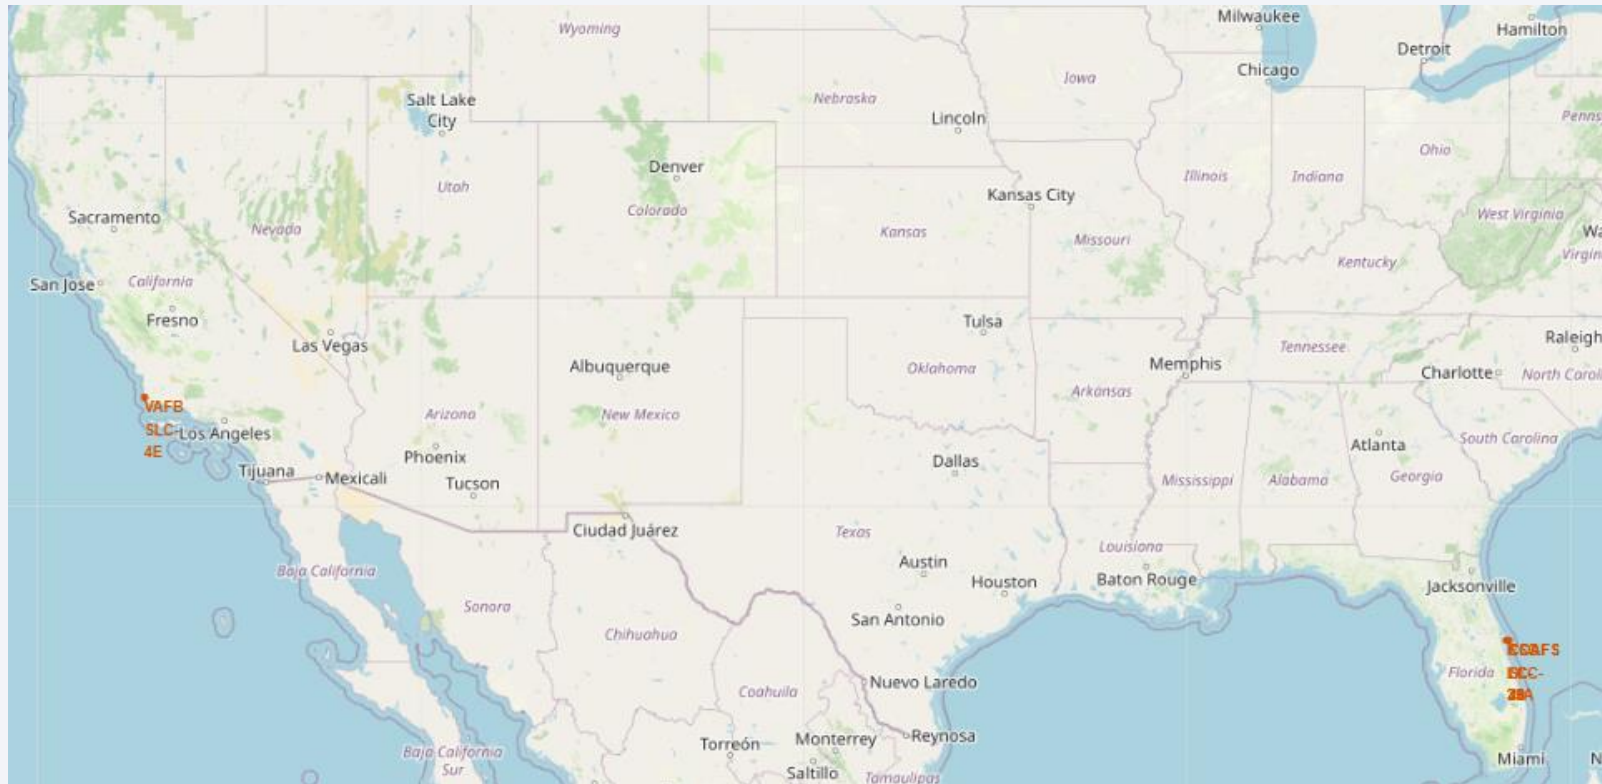 Milwaukee
Hamilton
Wyoming
Detroit
Chicago
Iowa
Salt Lake
City
Nebraska
Lincoln
Penns
Ohio
Denver
Utah
Illinois
Indiana
Kansas City
Colorado
Sacramento
West Virginia
Nevada
Kansas
Missouri
Wa
Virgin
Kentucky
San Jose
California
Fresno
Tulsa
Las Vegas
Raleigh
Tennessee
Albuquerque
Memphis
Oklahoma
Charlotte
North Caroli
Arkansas
VAFB
SLC-
4E
Los Angeles
Arizona
New Mexico
Atlanta
South Carolina
Phoenix
Dallas
Tijuana
Mexicali
Tucson
Mississippi
Alabama
Georgia
Ciudad Juárez
Texas
Louisiana
Austin
Baja California
Houston
Baton Rouge
Jacksonville
Sonora
San Antonio
Chihuahua
Florida
Nuevo Laredo
Coahuila
Reynosa
Torreón
Monterrey
Baja California
Sur
Miami
N
Saltillo
Tamaulipas